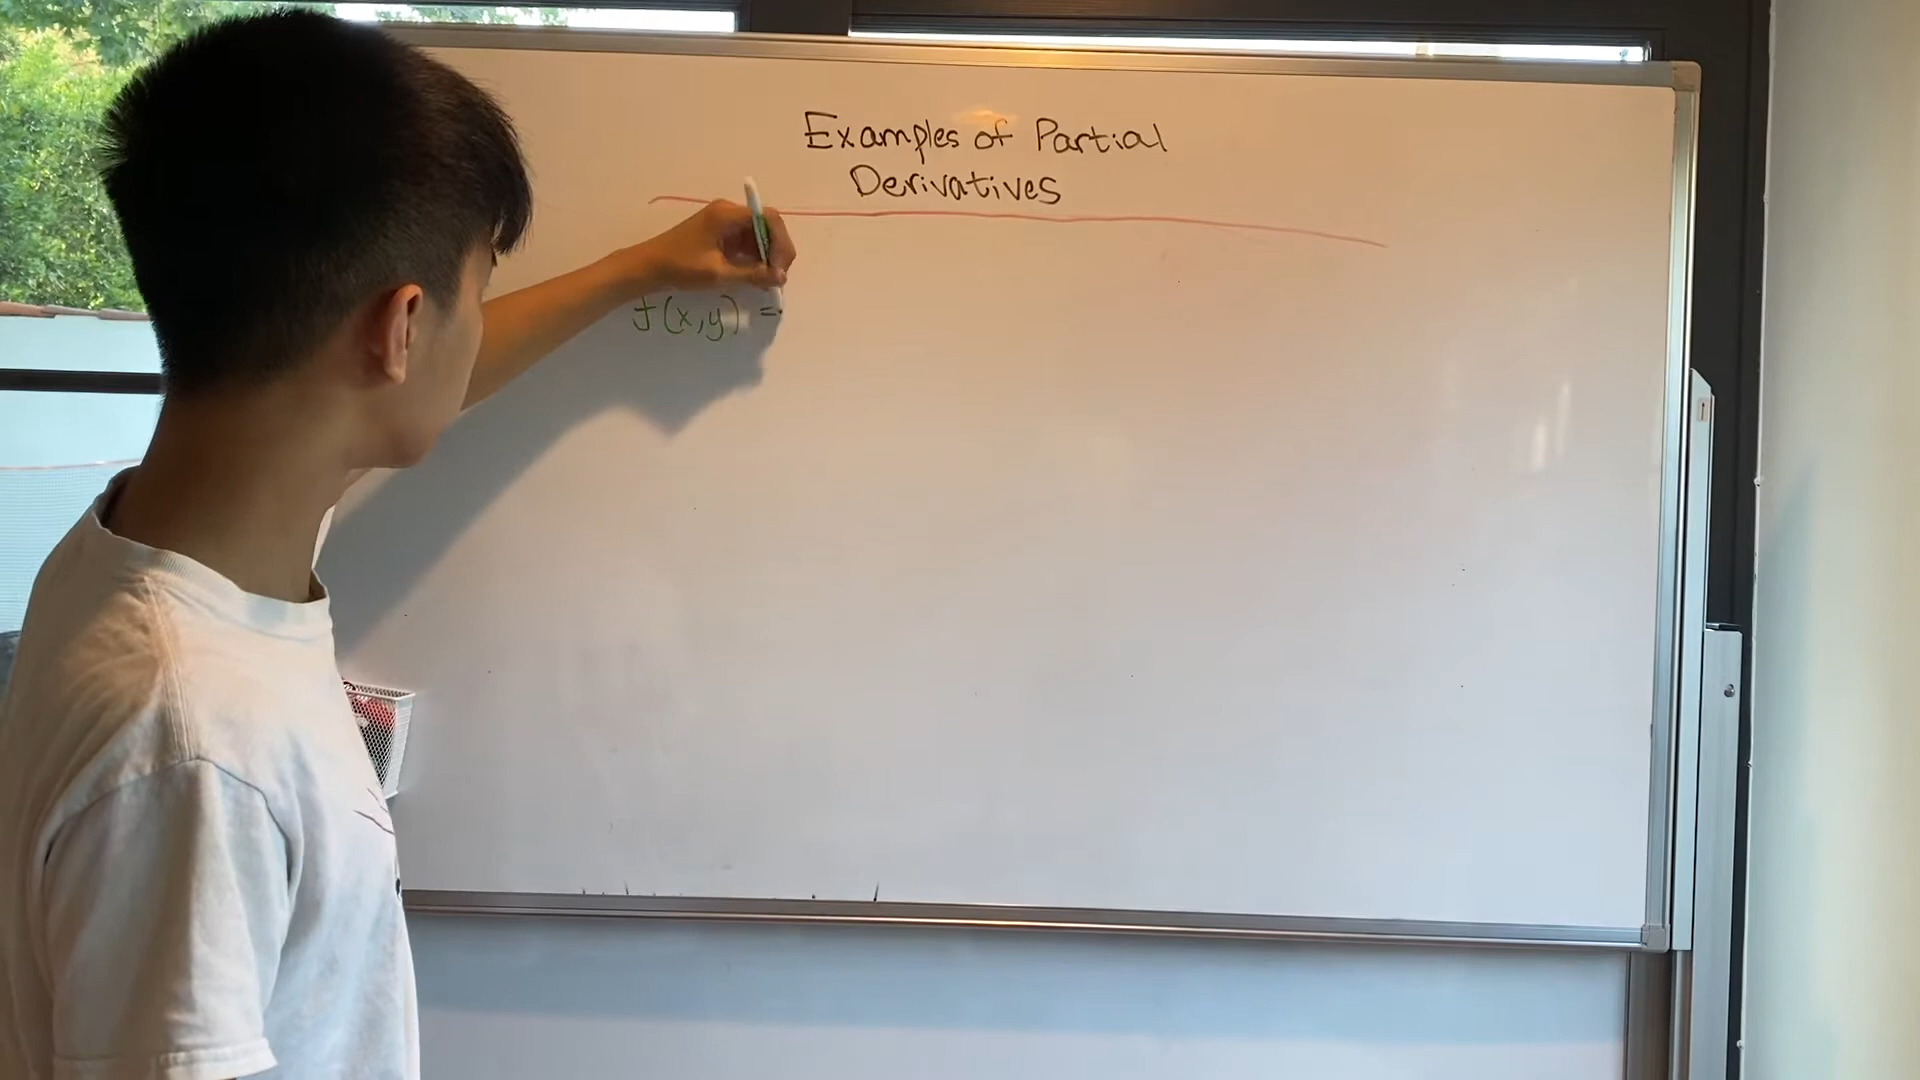 Examples of Partial
Derivatives
f(x,y) =